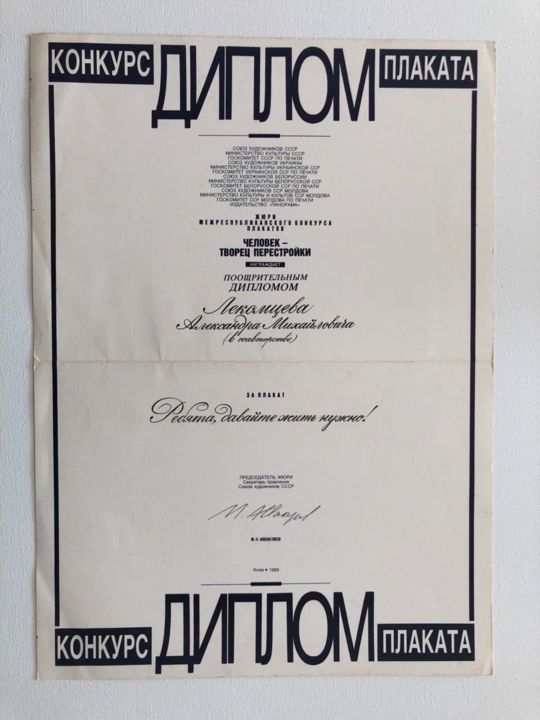 КОНКУРС ДИПЛОМ ПЛАКАТА
СОЮЗ ХУДОЖНИКОВ СССР
МИНИСТЕРСТВО КУЛЬТУРЫ СССР
ГОСКОМИТЕТ СССР ПО ПЕЧАТИ
СОЮЗ ХУДОЖНИКОВ УКРАИНЫ
МИНИСТЕРСТВО КУЛЬТУРЫ УКРАИНСКОЙ ССР
ГОСКОМИТЕТ УКРАИНСКОЙ ССР ПО ПЕЧАТИ
СОЮЗ ХУДОЖНИКОВ БЕЛОРУССИИ
МИНИСТЕРСТВО КУЛЬТУРЫ БЕЛОРУССКОЙ ССР
ГОСКОМИТЕТ БЕЛОРУССКОЙ ССР ПО ПЕЧАТИ
СОЮЗ ХУДОЖНИКОВ ССР МОЛДОВА
МИНИСТЕРСТВО КУЛЬТУРЫ И КУЛЬТОВ ССР МОЛДОВА
ГОСКОМИТЕТ ССР МОЛДОВА ПО ПЕЧАТИ
ИЗДАТЕЛЬСТВО «ПАНОРАМА»
ЖЮРИ
МЕЖРЕСПУБЛИКАНСКОГО КОНКУРСА
ПЛАКАТОВ
ЧЕЛОВЕК –
ТВОРЕЦ ПЕРЕСТРОЙКИ
НАГРАЖДАЕТ
ПООЩРИТЕЛЬНЫМ
ДИПЛОМОМ
Лекомцева
Александра Михайловича
(в соавторстве)
ЗА ПЛАКАТ
Ребята, давайте жить нужно!
ПРЕДСЕДАТЕЛЬ ЖЮРИ
Секретарь правления
Союза художников СССР
М. Н. АВВАКУМОВ
Киев • 1989
КОНКУРС ДИПЛОМ ПЛАКАТА